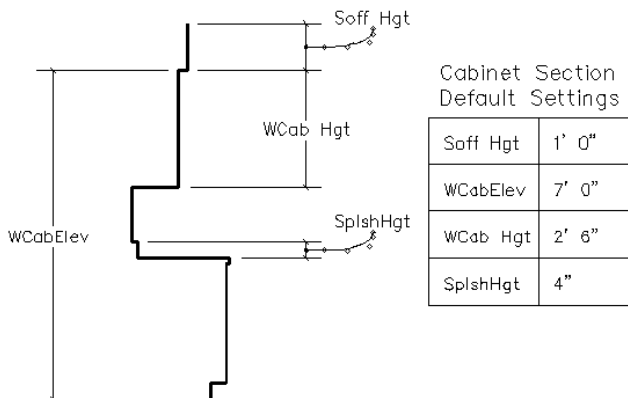 Soff Hgt
WCab Hgt
SplshHgt
WCabElev
Cabinet Section
Default Settings
Soff Hgt 1' 0"
WCabElev 7' 0"
WCab Hgt 2' 6"
SplshHgt 4"